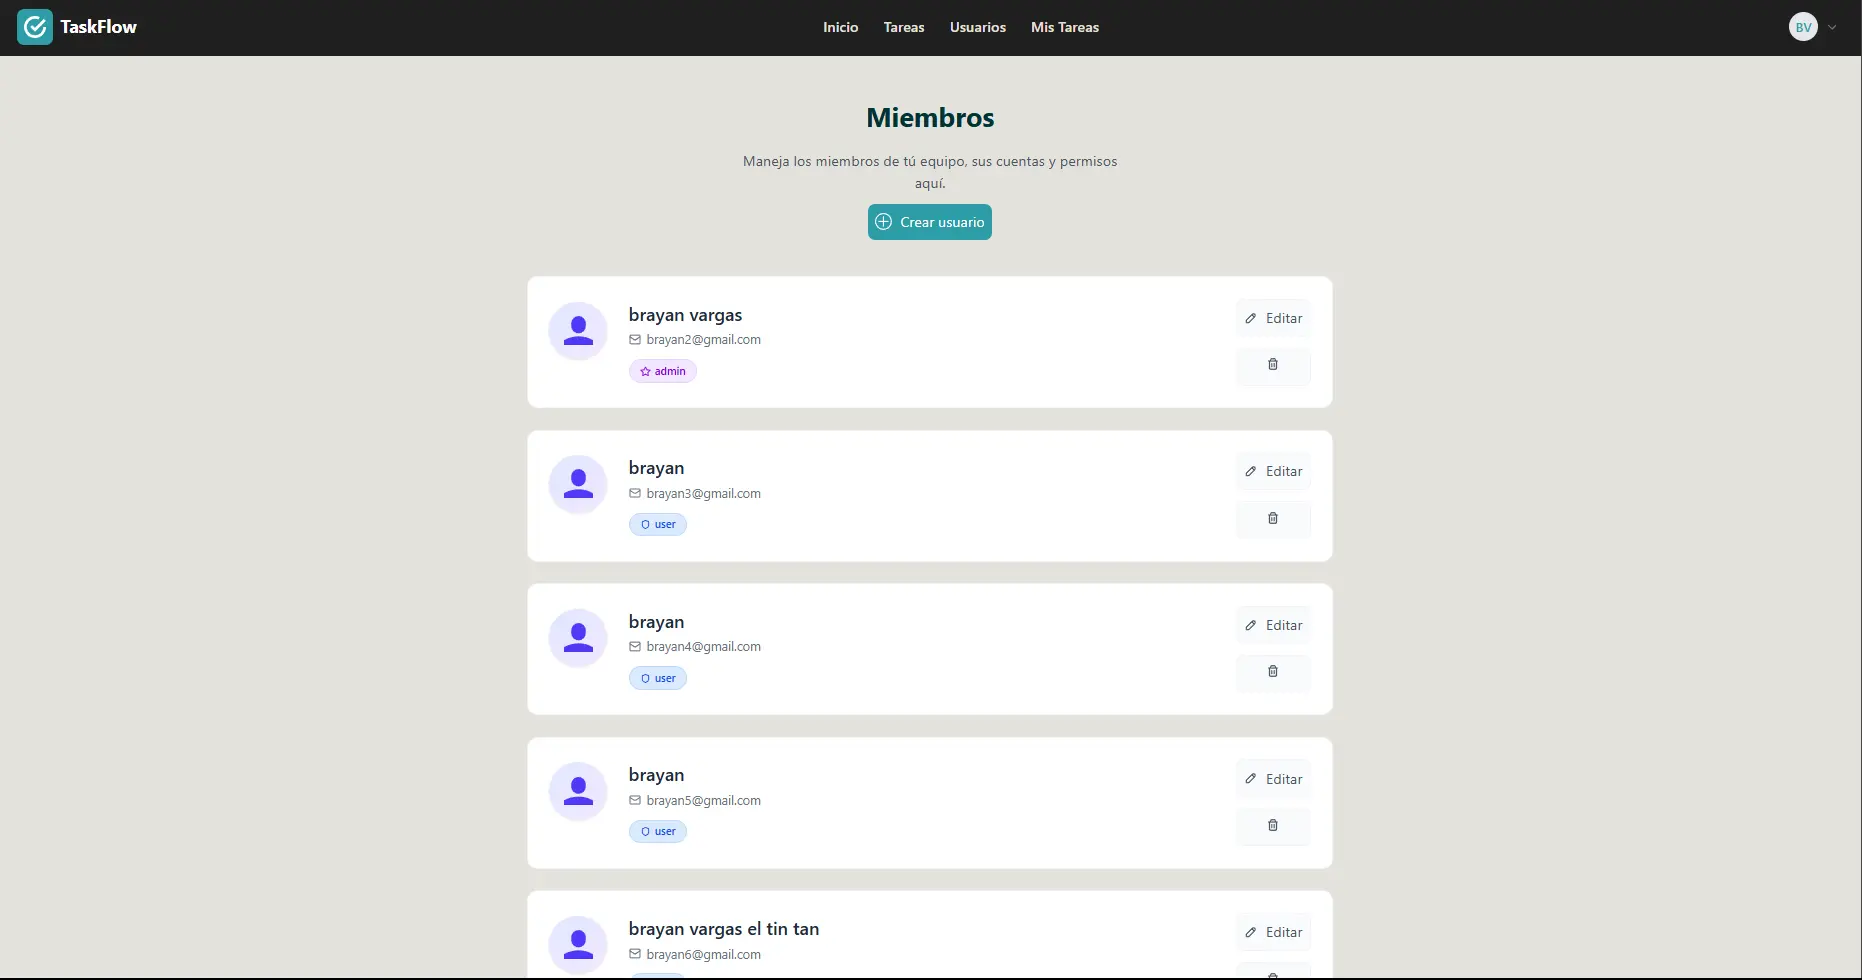 TaskFlow
Inicio Tareas Usuarios Mis Tareas
BV
Miembros
Maneja los miembros de tú equipo, sus cuentas y permisos
aquí.
Crear usuario
brayan vargas
brayan2@gmail.com
admin
Editar
brayan
brayan3@gmail.com
user
Editar
brayan
brayan4@gmail.com
user
Editar
brayan
brayan5@gmail.com
user
Editar
brayan vargas el tin tan
brayan6@gmail.com
Editar